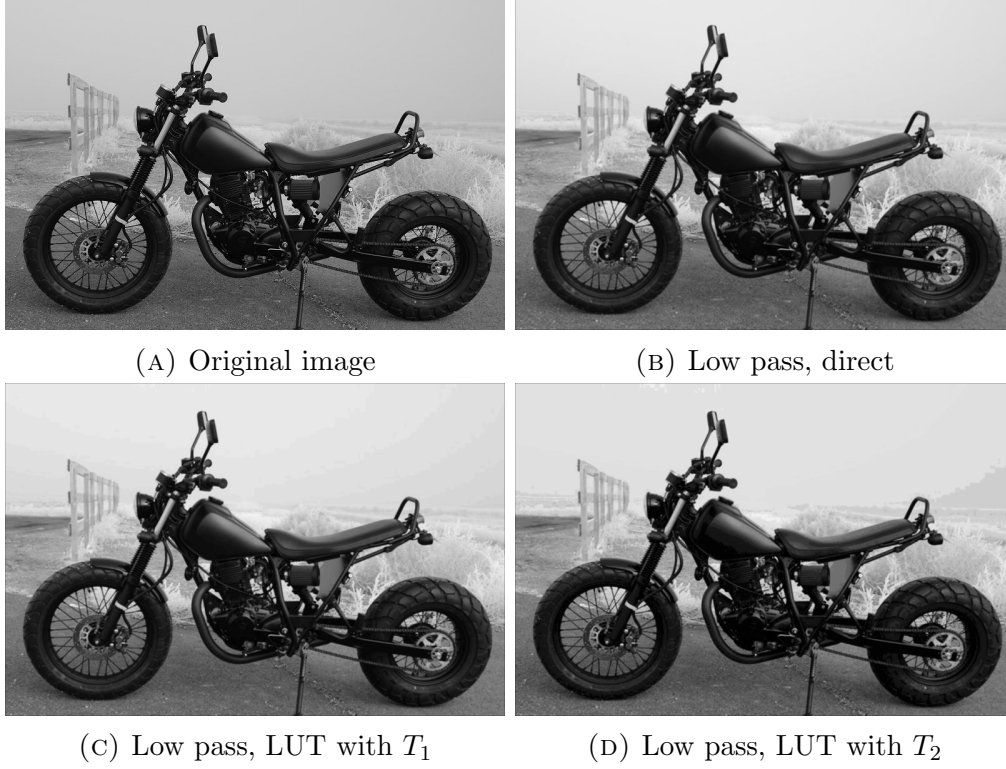 (A) Original image
(B) Low pass, direct
(C) Low pass, LUT with T₁
(D) Low pass, LUT with T₂